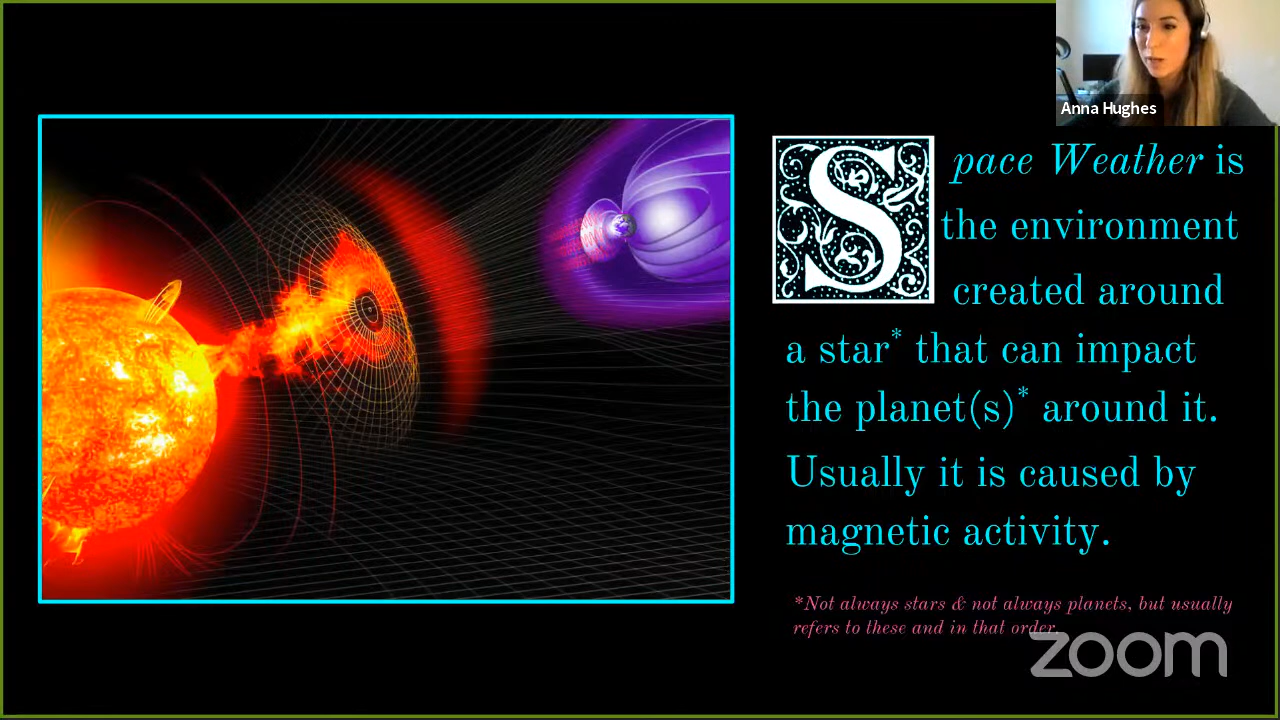 Anna Hughes
Space Weather is
the environment
created around
a star* that can impact
the planet(s)* around it.
Usually it is caused by
magnetic activity.
*Not always stars & not always planets, but usually
refers to these and in that order.
zoom